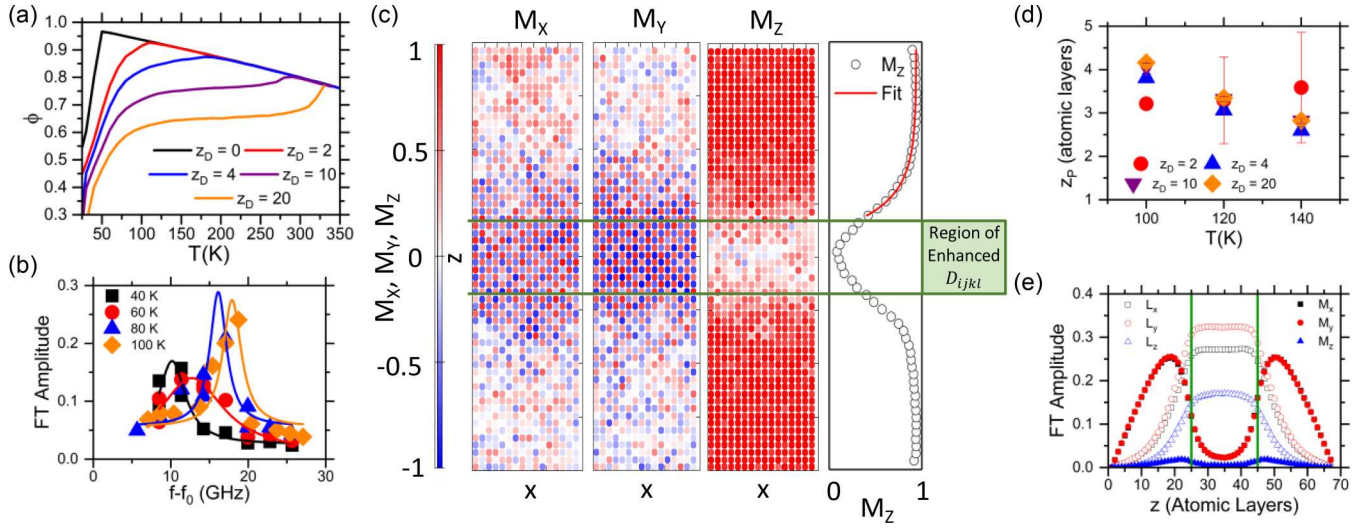 (a)
1.0
0.9
0.8
0.7
0.6
0.5
0.4
0.3
ϕ
z_D = 0
z_D = 2
z_D = 4
z_D = 10
z_D = 20
50 100 150 200 250 300 350
T(K)
(b)
0.3
0.2
0.1
0.0
FT Amplitude
40 K
60 K
80 K
100 K
0 10 20 30
f-f₀ (GHz)
(c)
M_X M_Y M_Z
1
0.5
0
-0.5
-1
M_X, M_Y, M_Z
z
x x x
M_Z
Fit
0 1
M_Z
Region of
Enhanced
D_{ijkl}
(d)
5
4
3
2
1
z_P (atomic layers)
z_D = 2 z_D = 4
z_D = 10 z_D = 20
100 120 140
T(K)
(e)
0.4
0.3
0.2
0.1
0.0
FT Amplitude
L_x M_x
L_y M_y
L_z M_z
0 10 20 30 40 50 60 70
z (Atomic Layers)